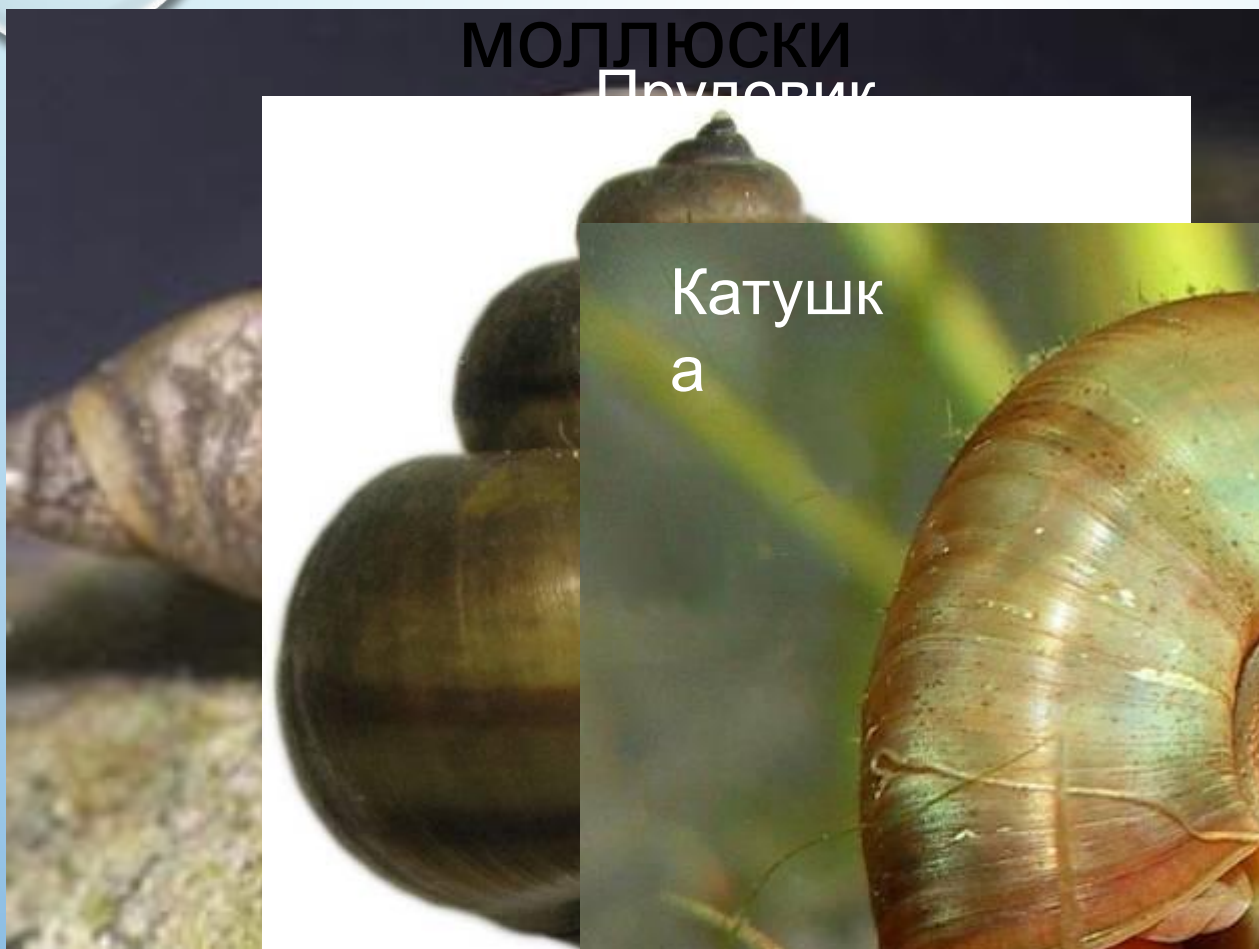 моллюски
Прудовик
Катушк
а